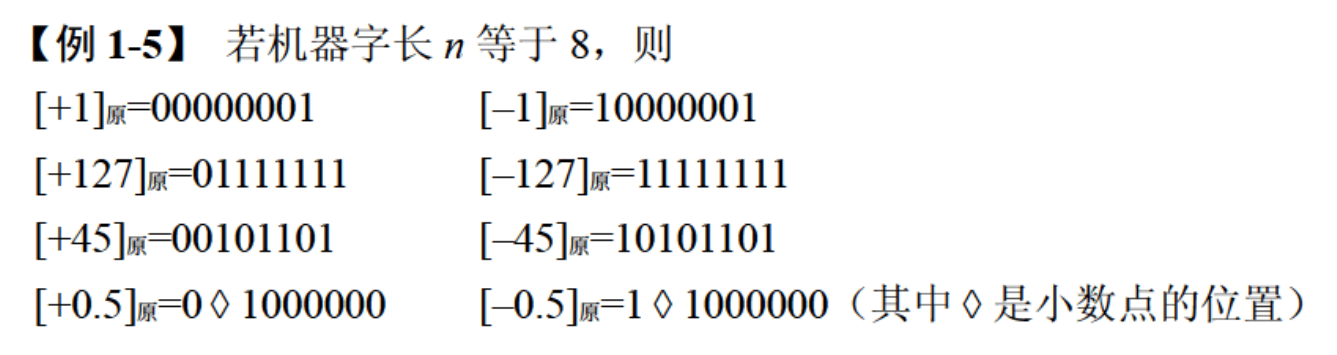 【例 1-5】 若机器字长 n 等于 8，则
[+1]原=00000001 [–1]原=10000001
[+127]原=01111111 [–127]原=11111111
[+45]原=00101101 [–45]原=10101101
[+0.5]原=0 ◊ 1000000 [–0.5]原=1 ◊ 1000000（其中 ◊ 是小数点的位置）